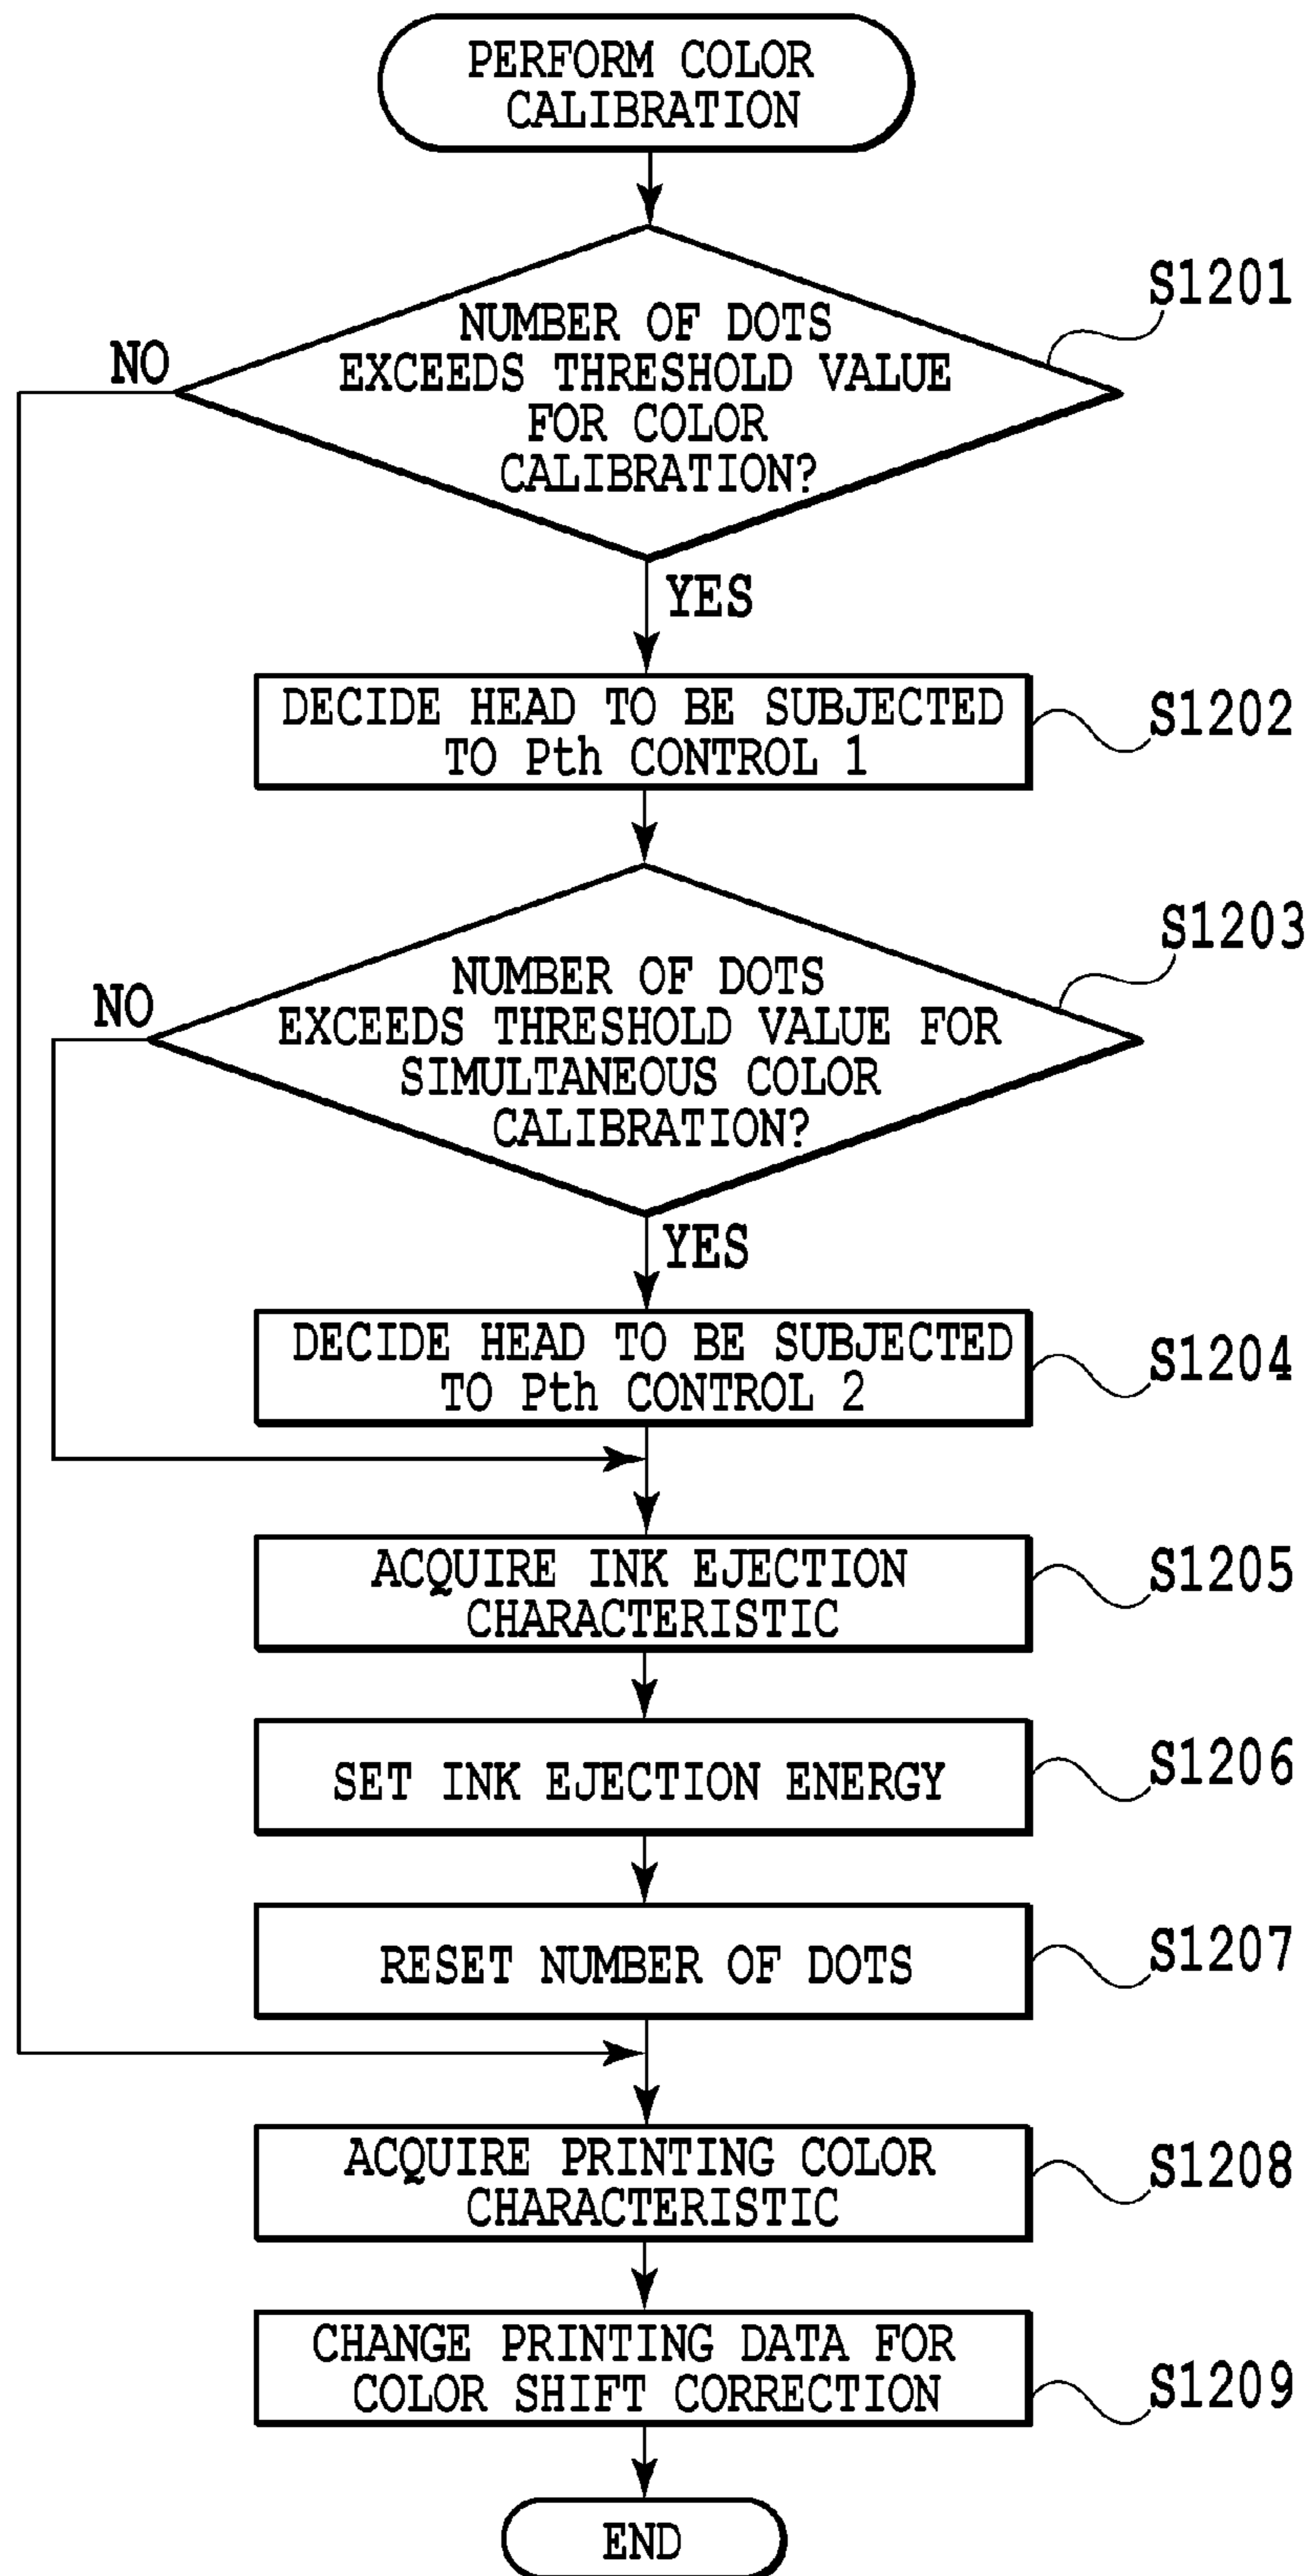 PERFORM COLOR
CALIBRATION
S1201
NUMBER OF DOTS
EXCEEDS THRESHOLD VALUE
FOR COLOR
CALIBRATION?
NO
YES
DECIDE HEAD TO BE SUBJECTED
TO Pth CONTROL 1
S1202
S1203
NUMBER OF DOTS
EXCEEDS THRESHOLD VALUE FOR
SIMULTANEOUS COLOR
CALIBRATION?
NO
YES
DECIDE HEAD TO BE SUBJECTED
TO Pth CONTROL 2
S1204
ACQUIRE INK EJECTION
CHARACTERISTIC
S1205
SET INK EJECTION ENERGY
S1206
RESET NUMBER OF DOTS
S1207
ACQUIRE PRINTING COLOR
CHARACTERISTIC
S1208
CHANGE PRINTING DATA FOR
COLOR SHIFT CORRECTION
S1209
END